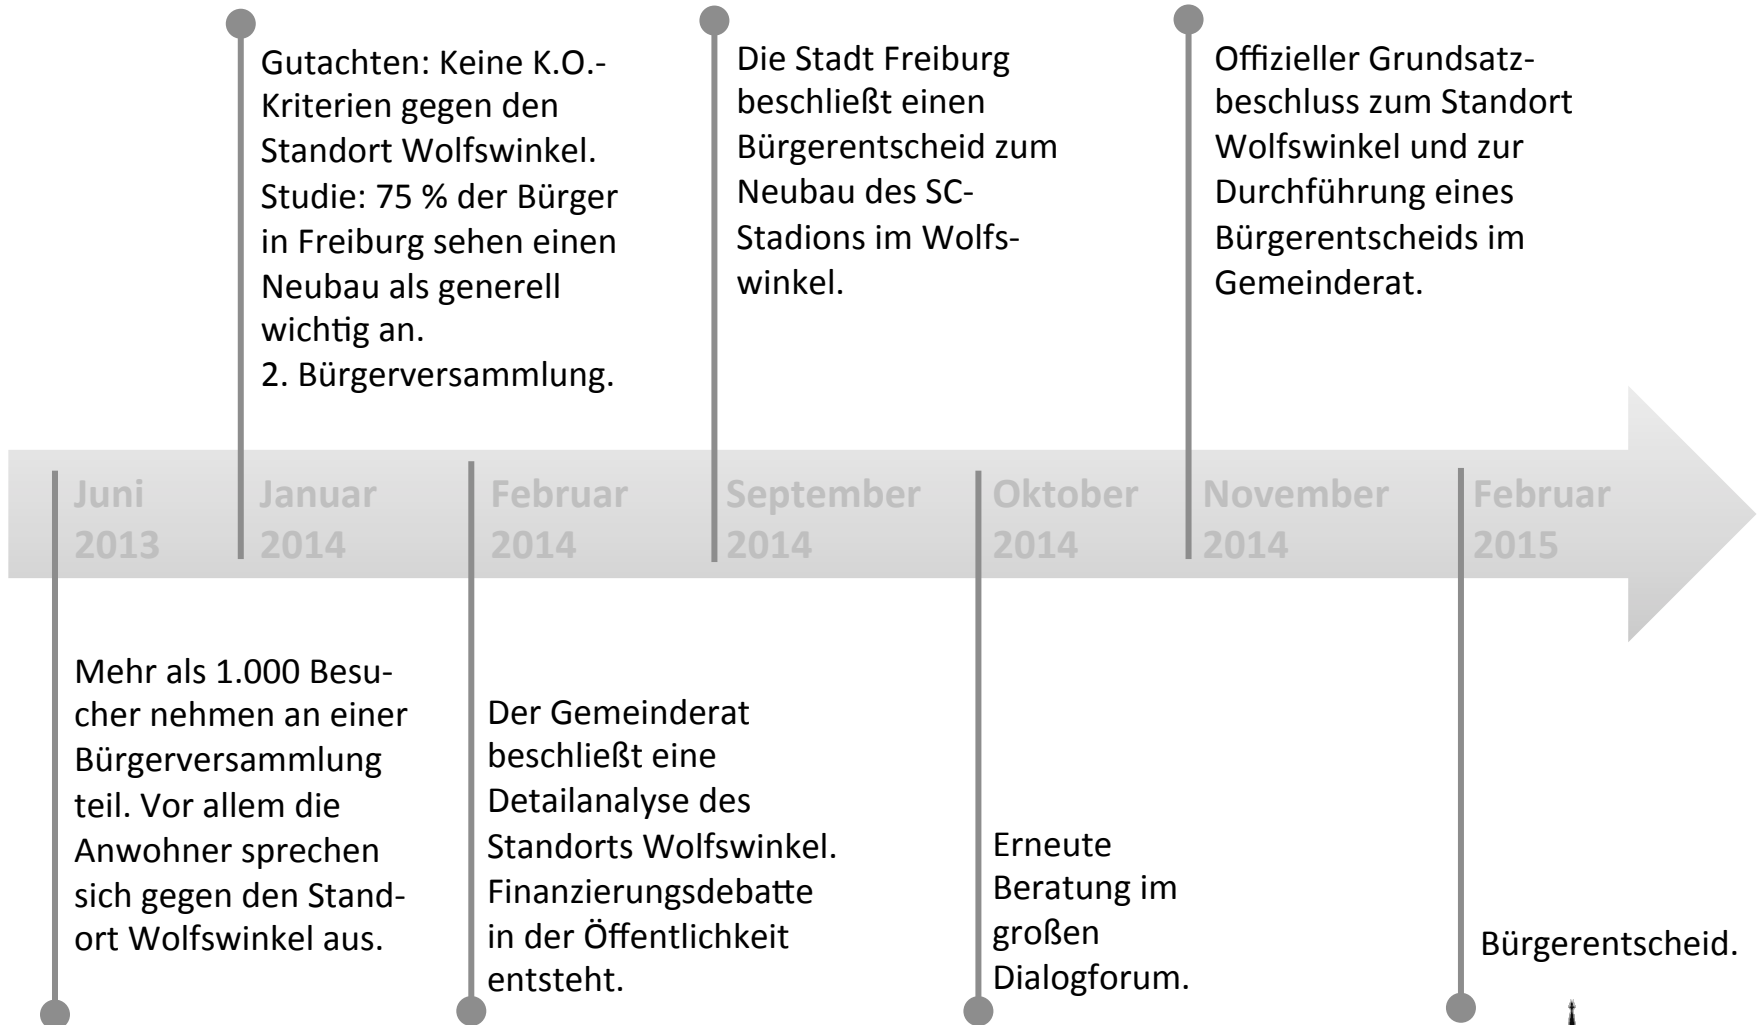 Gutachten: Keine K.O.-
Kriterien gegen den
Standort Wolfswinkel.
Studie: 75 % der Bürger
in Freiburg sehen einen
Neubau als generell
wichtig an.
2. Bürgerversammlung.
Die Stadt Freiburg
beschließt einen
Bürgerentscheid zum
Neubau des SC-
Stadions im Wolfs-
winkel.
Offizieller Grundsatz-
beschluss zum Standort
Wolfswinkel und zur
Durchführung eines
Bürgerentscheids im
Gemeinderat.
Juni
2013
Januar
2014
Februar
2014
September
2014
Oktober
2014
November
2014
Februar
2015
Mehr als 1.000 Besu-
cher nehmen an einer
Bürgerversammlung
teil. Vor allem die
Anwohner sprechen
sich gegen den Stand-
ort Wolfswinkel aus.
Der Gemeinderat
beschließt eine
Detailanalyse des
Standorts Wolfswinkel.
Finanzierungsdebatte
in der Öffentlichkeit
entsteht.
Erneute
Beratung im
großen
Dialogforum.
Bürgerentscheid.